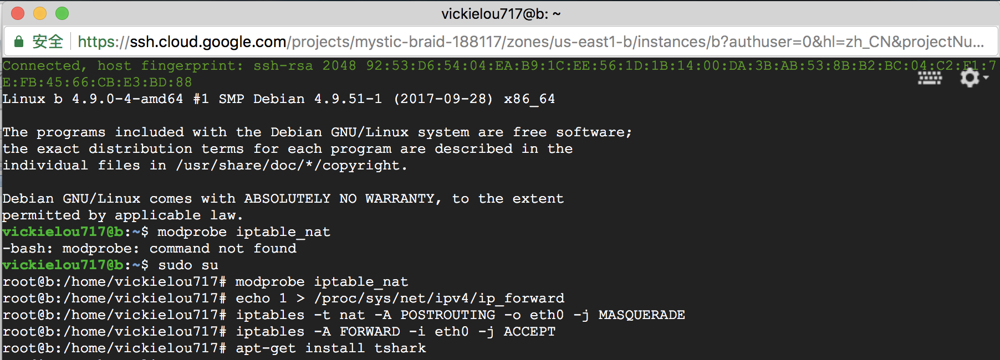 vickielou717@b: ~
安全 https://ssh.cloud.google.com/projects/mystic-braid-188117/zones/us-east1-b/instances/b?authuser=0&hl=zh_CN&projectNu...
Connected, host fingerprint: ssh-rsa 2048 92:53:D6:54:04:EA:B9:1C:EE:56:1D:1B:14:00:DA:3B:AB:53:8B:B2:BC:04:C2:F1:7
E:FB:45:66:CB:E3:BD:88
Linux b 4.9.0-4-amd64 #1 SMP Debian 4.9.51-1 (2017-09-28) x86_64
The programs included with the Debian GNU/Linux system are free software;
the exact distribution terms for each program are described in the
individual files in /usr/share/doc/*/copyright.
Debian GNU/Linux comes with ABSOLUTELY NO WARRANTY, to the extent
permitted by applicable law.
vickielou717@b:~$ modprobe iptable_nat
-bash: modprobe: command not found
vickielou717@b:~$ sudo su
root@b:/home/vickielou717# modprobe iptable_nat
root@b:/home/vickielou717# echo 1 > /proc/sys/net/ipv4/ip_forward
root@b:/home/vickielou717# iptables -t nat -A POSTROUTING -o eth0 -j MASQUERADE
root@b:/home/vickielou717# iptables -A FORWARD -i eth0 -j ACCEPT
root@b:/home/vickielou717# apt-get install tshark